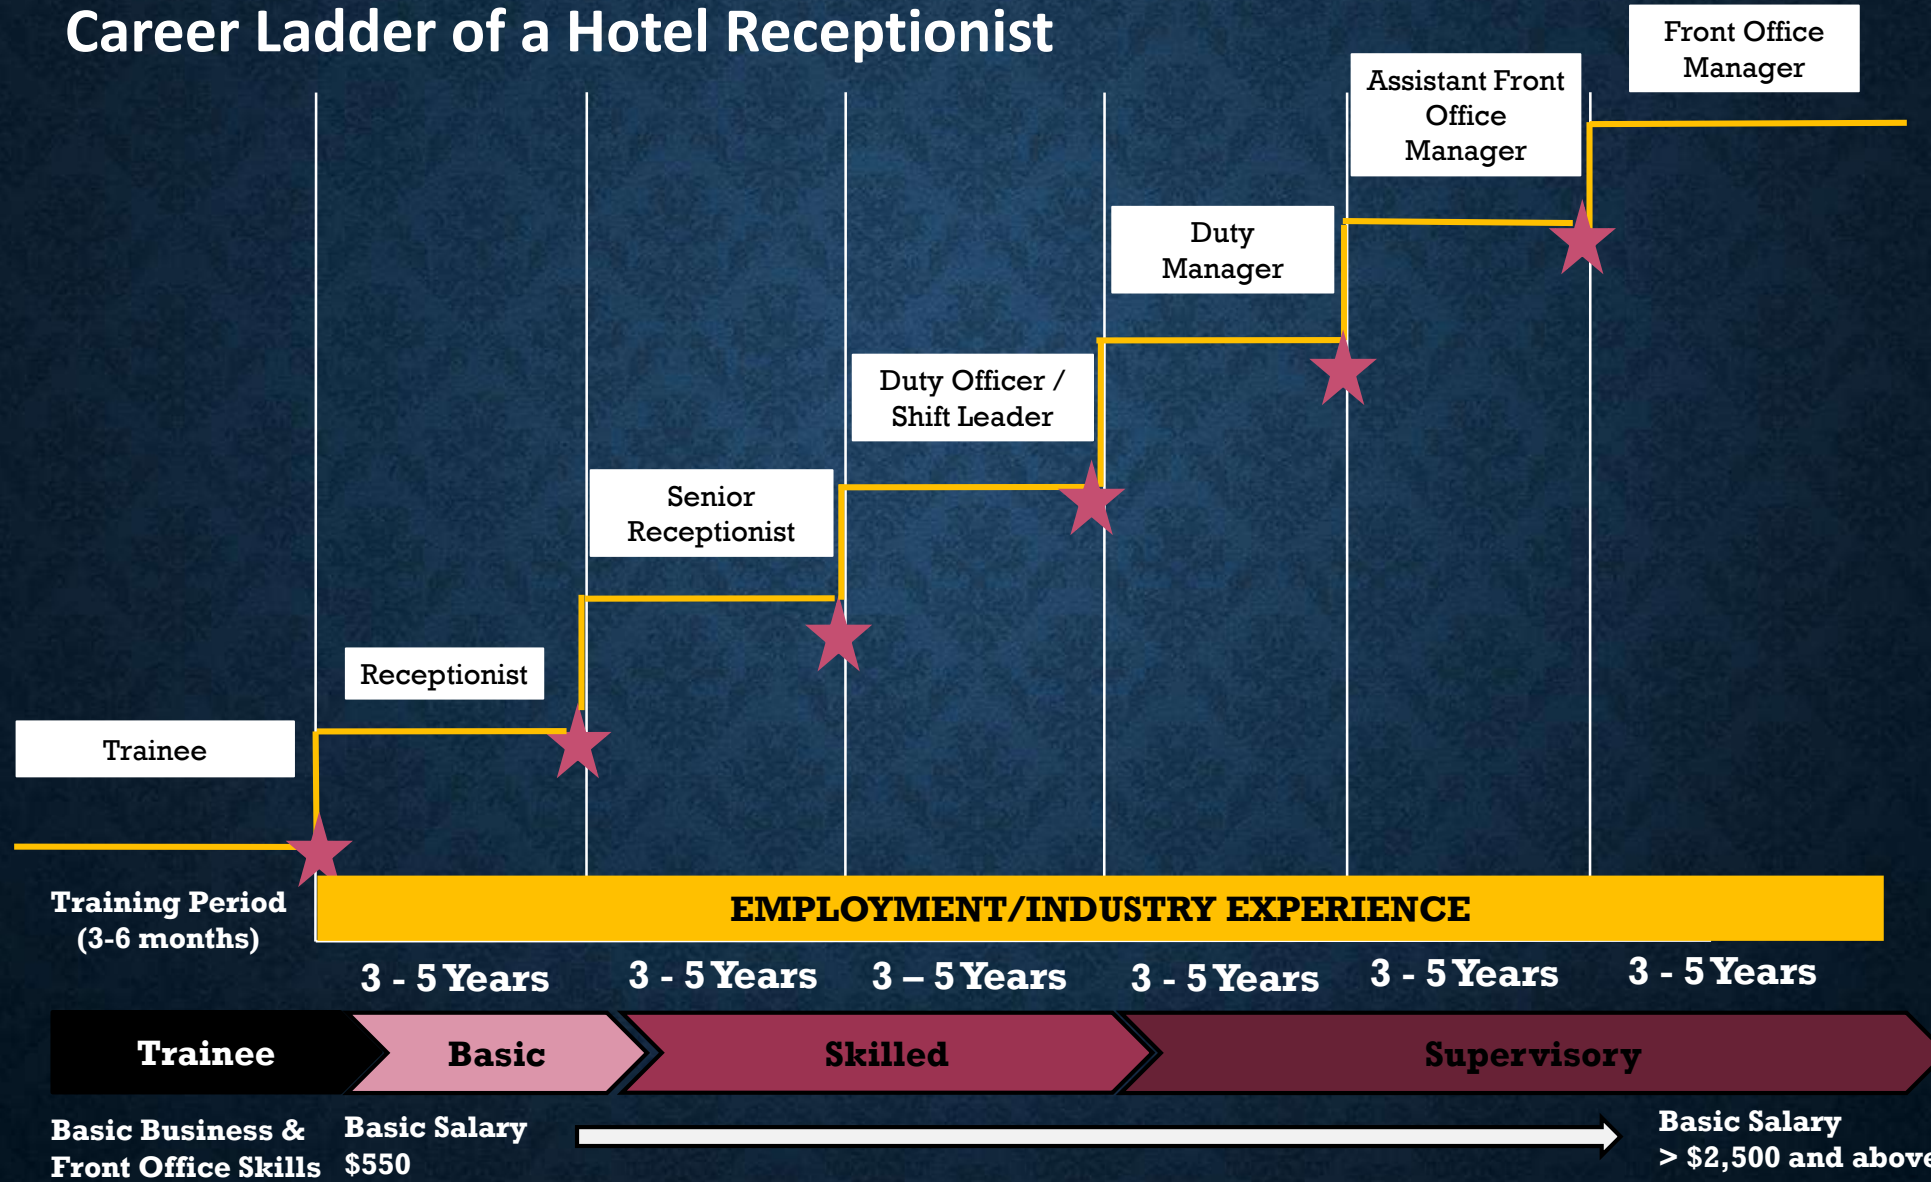 Career Ladder of a Hotel Receptionist
Front Office
Manager
Assistant Front
Office
Manager
Duty
Manager
Duty Officer /
Shift Leader
Senior
Receptionist
Receptionist
Trainee
Training Period
(3-6 months)
EMPLOYMENT/INDUSTRY EXPERIENCE
3 - 5 Years
3 - 5 Years
3 – 5 Years
3 - 5 Years
3 - 5 Years
3 - 5 Years
Trainee
Basic
Skilled
Supervisory
Basic Business &
Front Office Skills
Basic Salary
$550
Basic Salary
> $2,500 and above